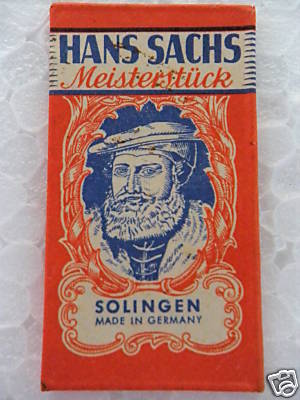 HANS SACHS
Meisterstück
SOLINGEN
MADE IN GERMANY